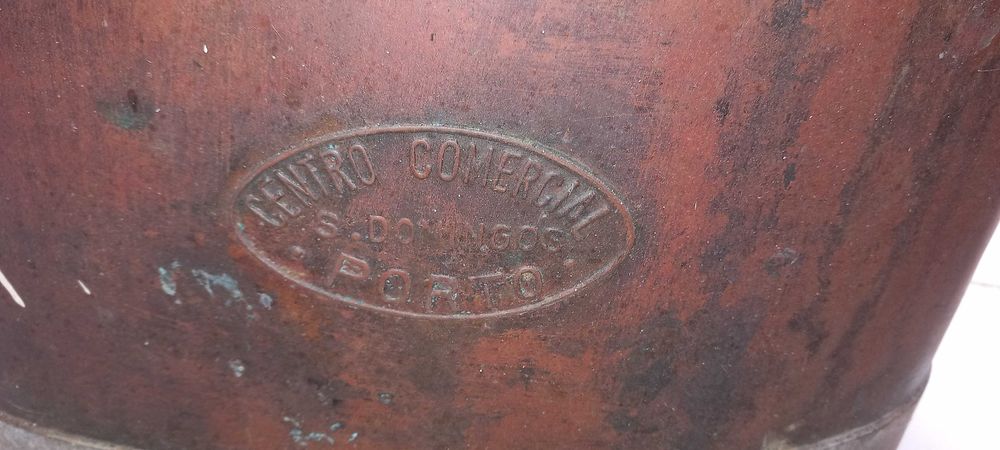 CENTRO COMERCIAL
S. DOMINGOS
PORTO